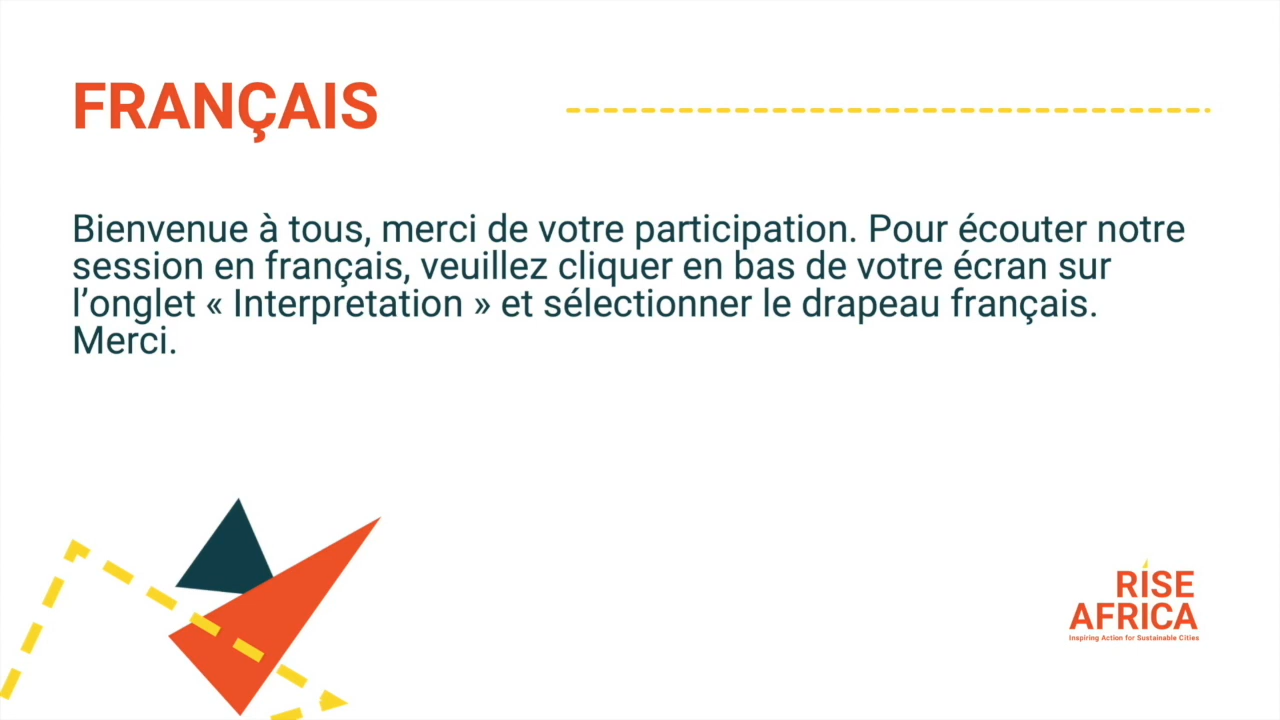 FRANÇAIS
Bienvenue à tous, merci de votre participation. Pour écouter notre
session en français, veuillez cliquer en bas de votre écran sur
l’onglet « Interpretation » et sélectionner le drapeau français.
Merci.
RISE
AFRICA
Inspiring Action for Sustainable Cities